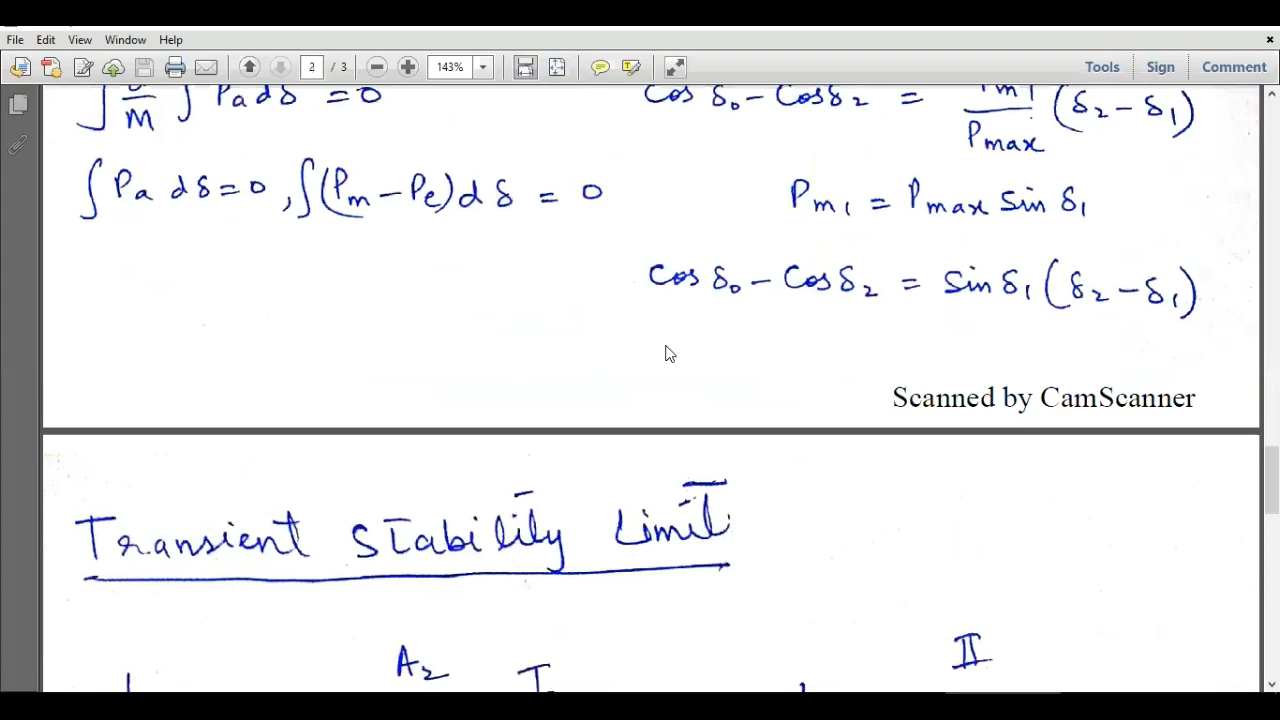 File Edit View Window Help
2 / 3 143% Tools Sign Comment
∫ m ∫ Pa dδ = 0
Cos δ0 - Cos δ2 = Pm1/Pmax (δ2 - δ1)
∫ Pa dδ = 0, ∫(Pm - Pe) dδ = 0
Pm1 = Pmax Sin δ1
Cos δ0 - Cos δ2 = Sin δ1 (δ2 - δ1)
Scanned by CamScanner
Transient Stability Limit
A2 I
II